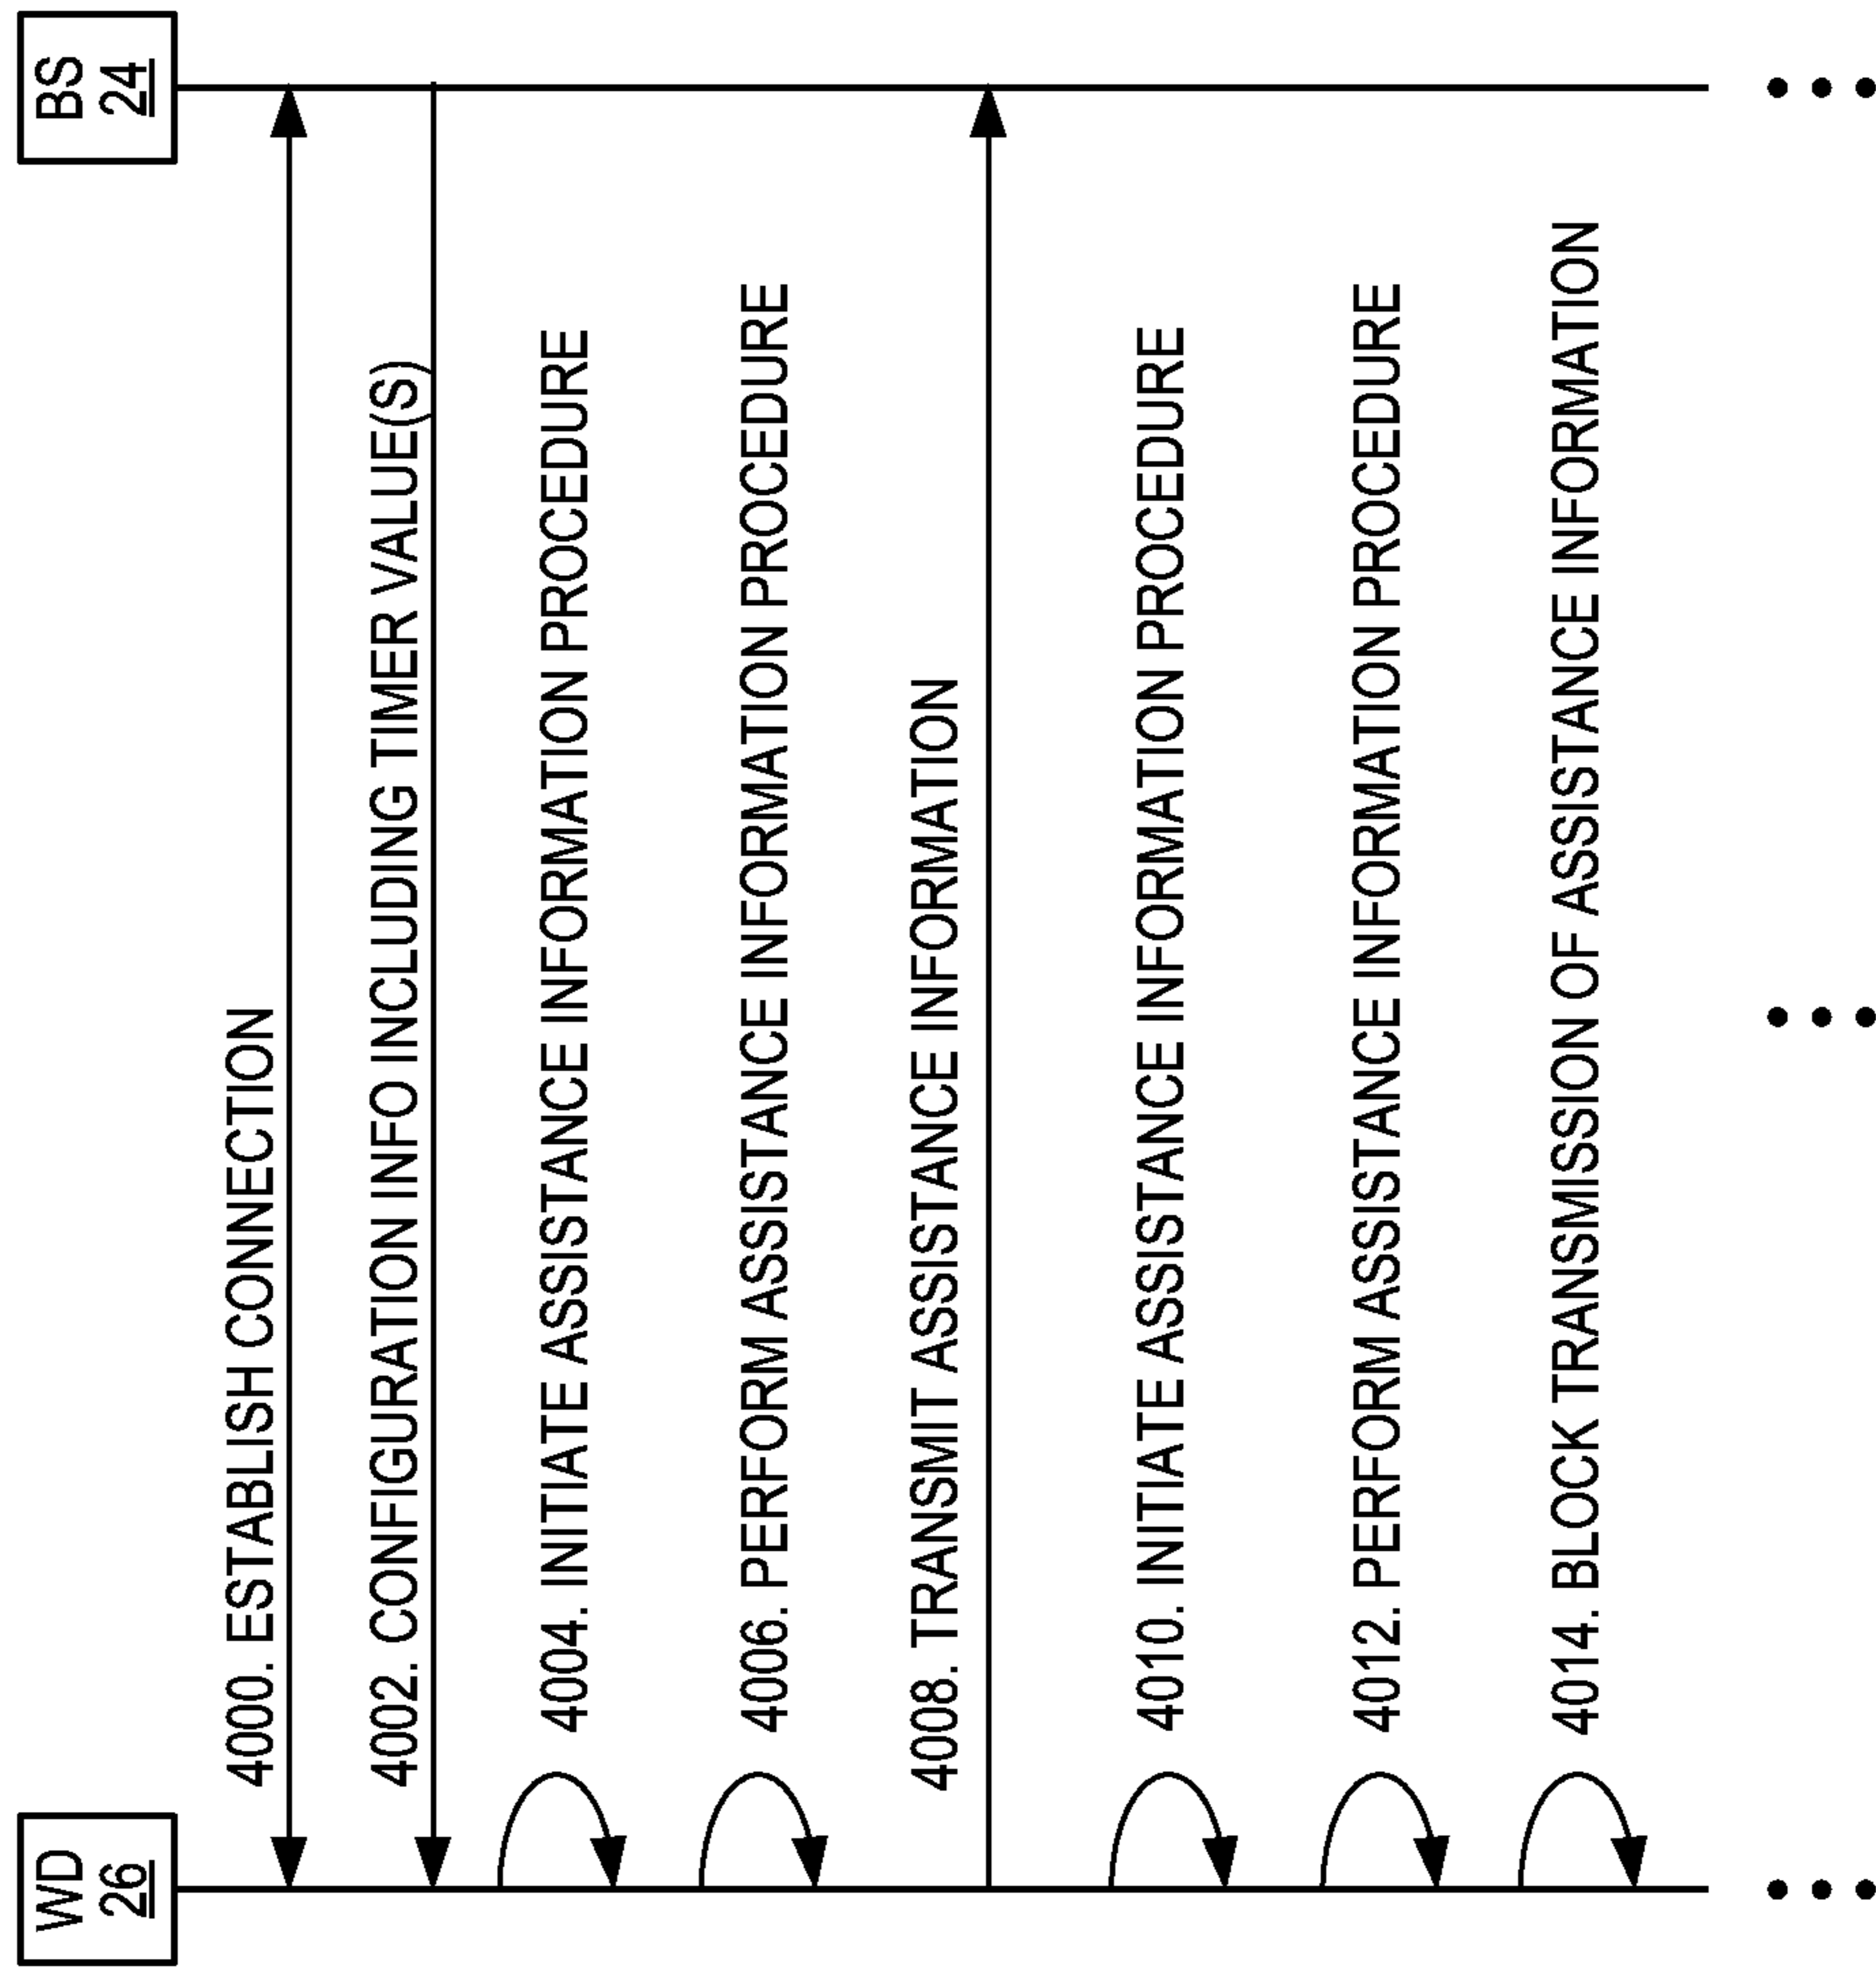 WD
26
BS
24
4000. ESTABLISH CONNECTION
4002. CONFIGURATION INFO INCLUDING TIMER VALUE(S)
4004. INITIATE ASSISTANCE INFORMATION PROCEDURE
4006. PERFORM ASSISTANCE INFORMATION PROCEDURE
4008. TRANSMIT ASSISTANCE INFORMATION
4010. INITIATE ASSISTANCE INFORMATION PROCEDURE
4012. PERFORM ASSISTANCE INFORMATION PROCEDURE
4014. BLOCK TRANSMISSION OF ASSISTANCE INFORMATION